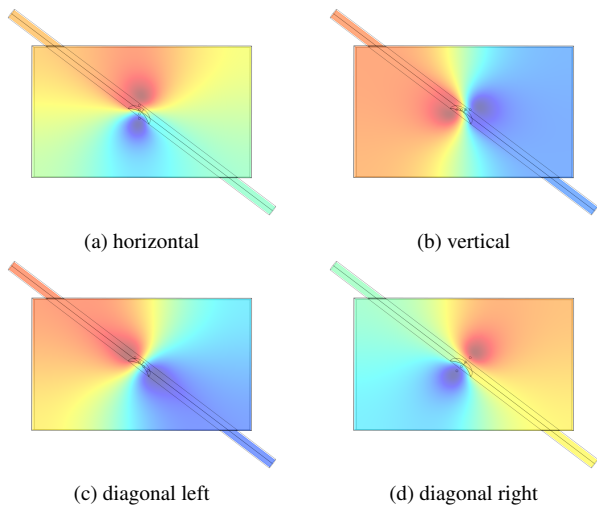 (a) horizontal
(b) vertical
(c) diagonal left
(d) diagonal right